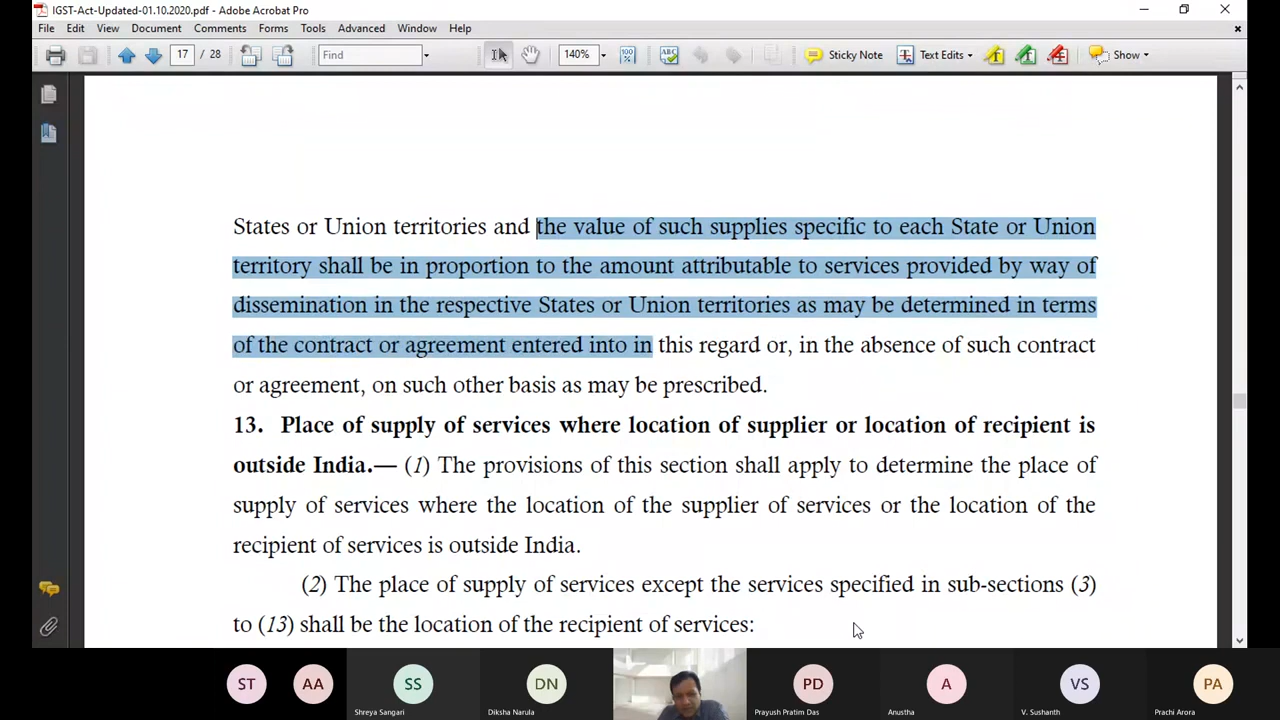 IGST-Act-Updated-01.10.2020.pdf - Adobe Acrobat Pro
File Edit View Document Comments Forms Tools Advanced Window Help
17 / 28 Find 140% Sticky Note Text Edits Show
States or Union territories and the value of such supplies specific to each State or Union
territory shall be in proportion to the amount attributable to services provided by way of
dissemination in the respective States or Union territories as may be determined in terms
of the contract or agreement entered into in this regard or, in the absence of such contract
or agreement, on such other basis as may be prescribed.
13. Place of supply of services where location of supplier or location of recipient is
outside India.— (1) The provisions of this section shall apply to determine the place of
supply of services where the location of the supplier of services or the location of the
recipient of services is outside India.
(2) The place of supply of services except the services specified in sub-sections (3)
to (13) shall be the location of the recipient of services:
ST AA SS DN PD A VS PA
Shreya Sangari Diksha Narula Prayush Pratim Das Anustha V. Sushanth Prachi Arora